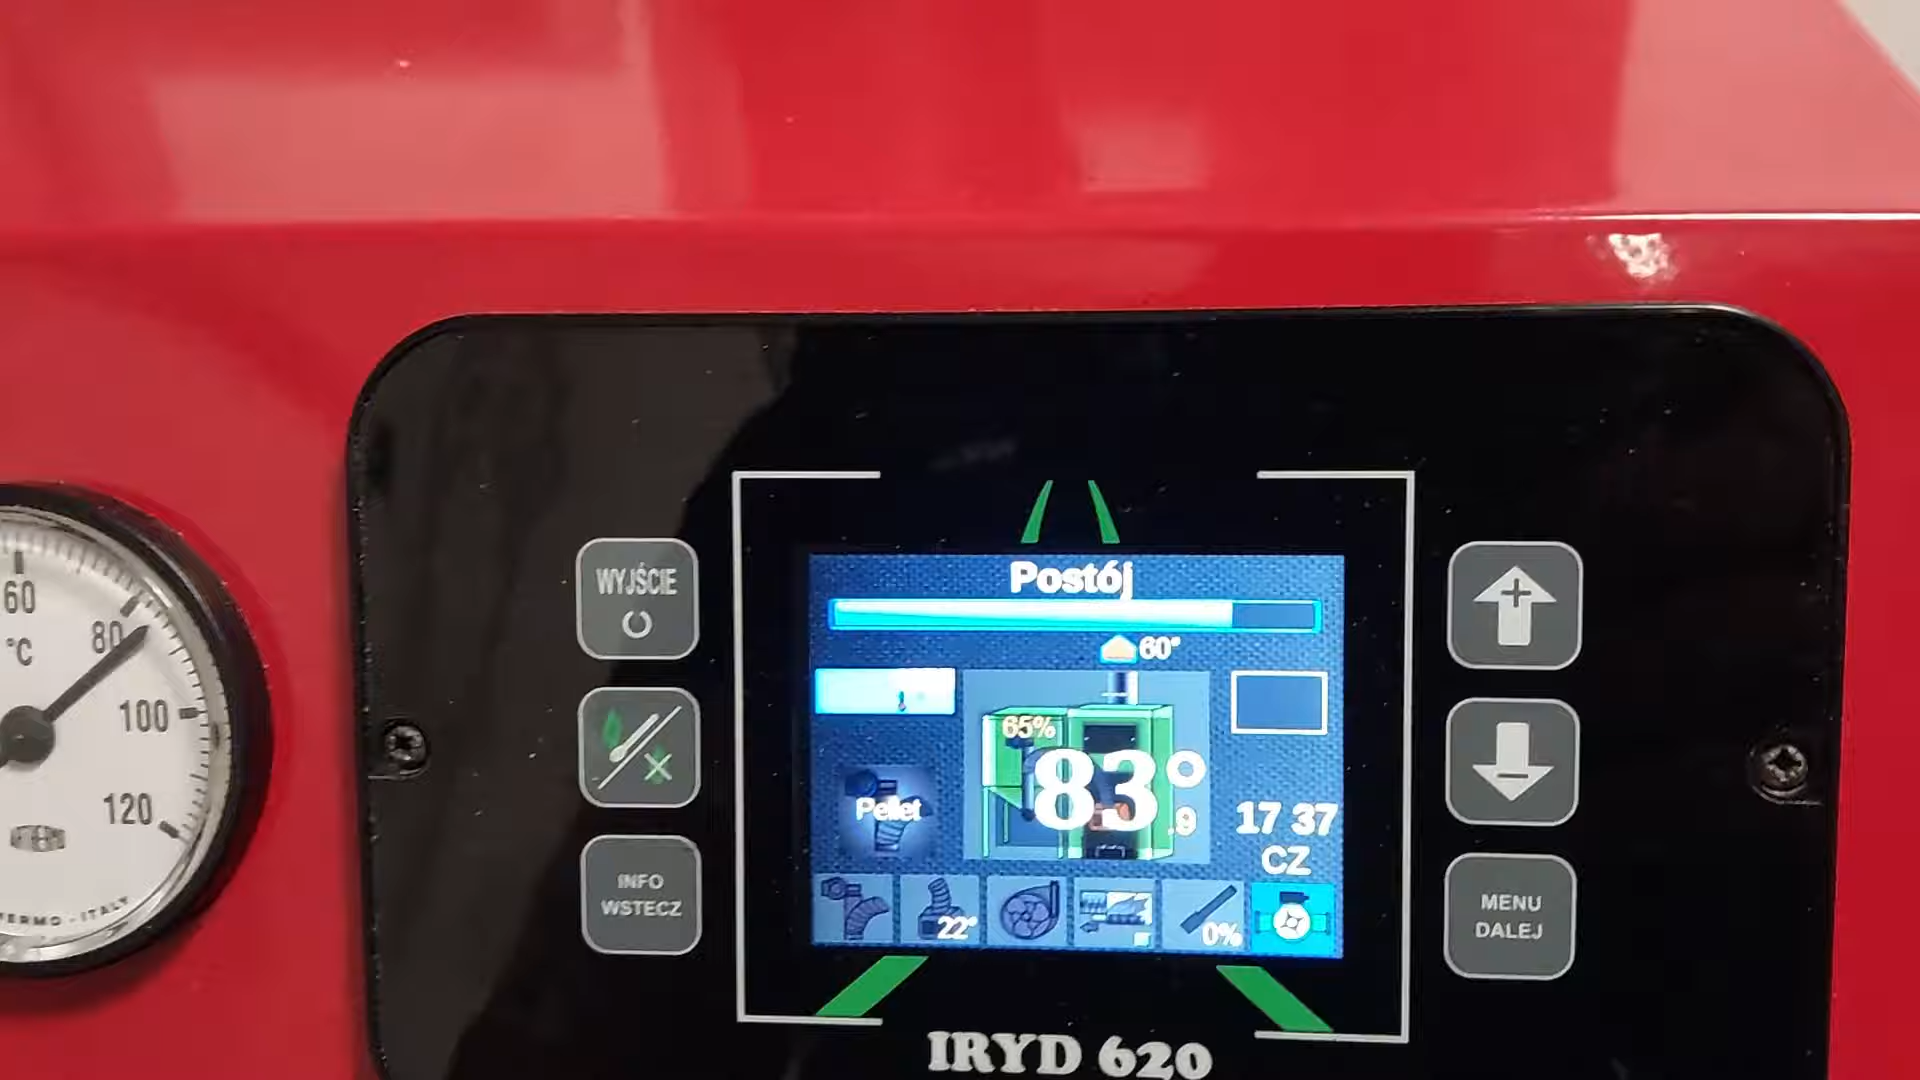 60
°C
80
100
120
WYJŚCIE
INFO
WSTECZ
Postój
60°
65%
83°.9
Pellet
17 37
CZ
22°
0%
MENU
DALEJ
IRYD 620